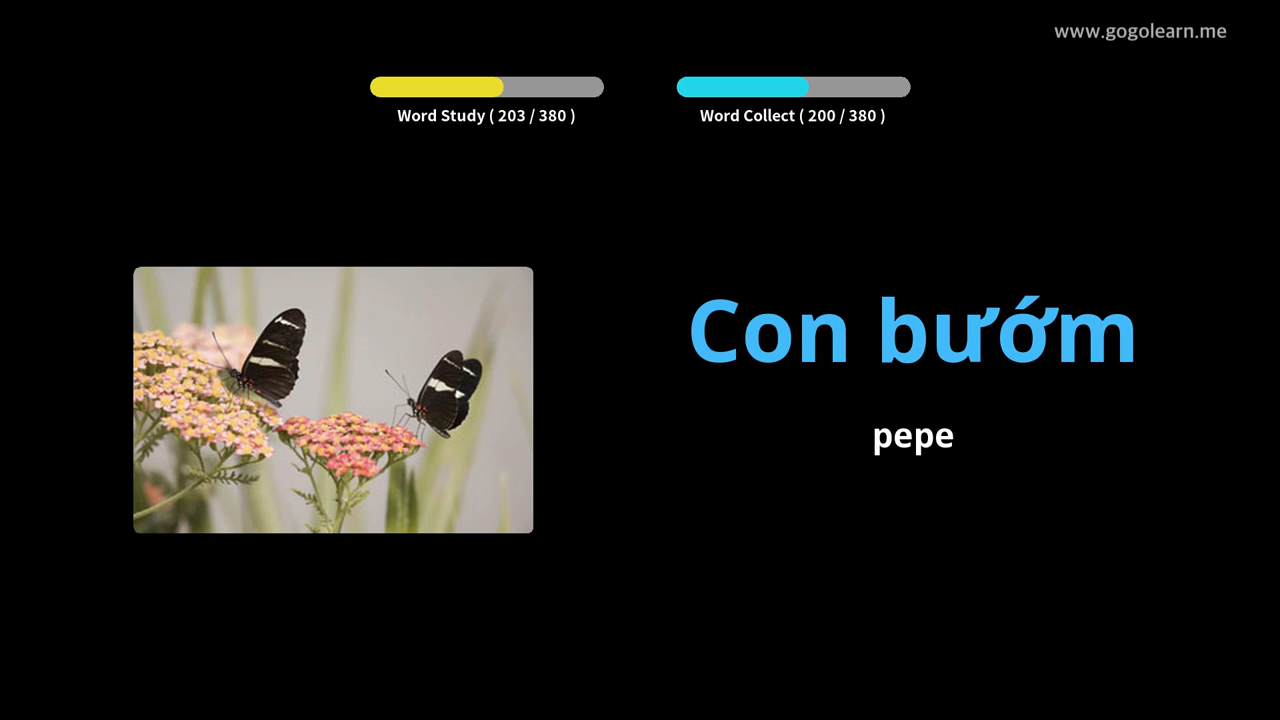 www.gogolearn.me
Word Study ( 203 / 380 )
Word Collect ( 200 / 380 )
Con bướm
pepe